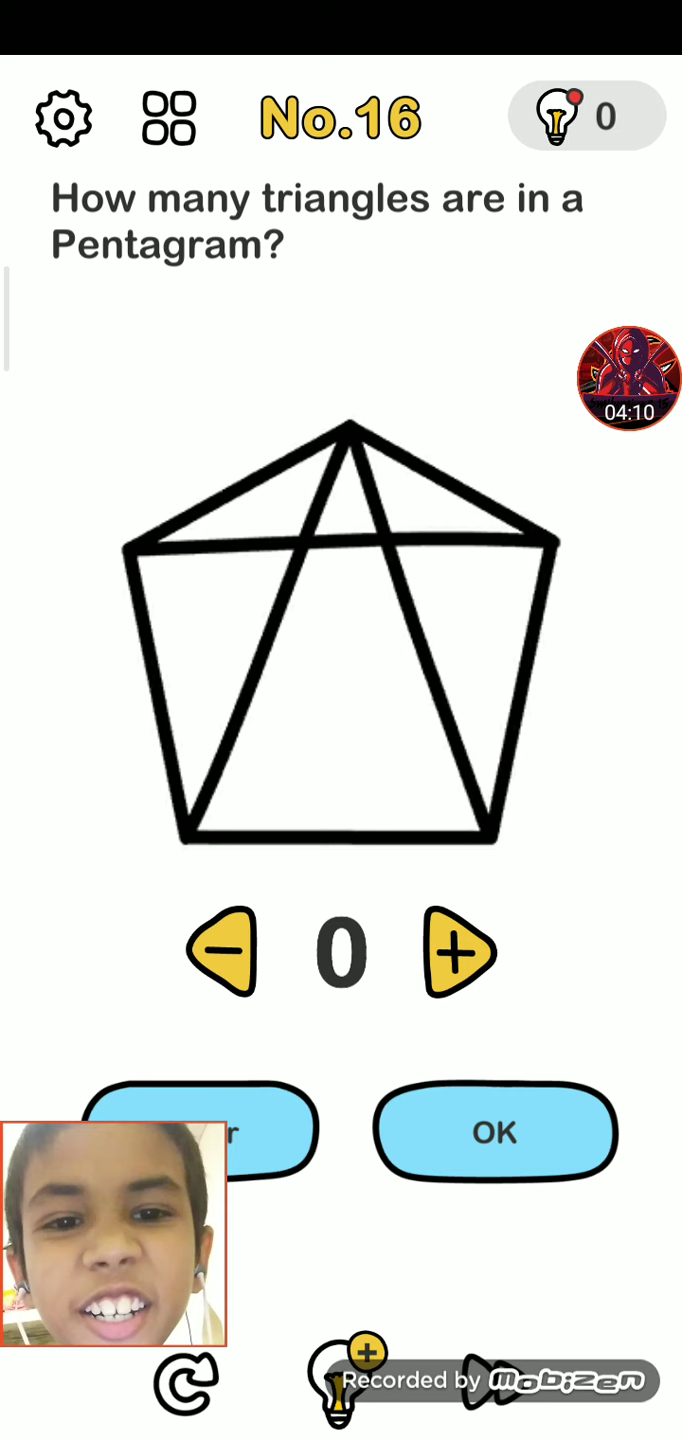 No.16
0
How many triangles are in a
Pentagram?
04:10
0
r
OK
Recorded by mobizen